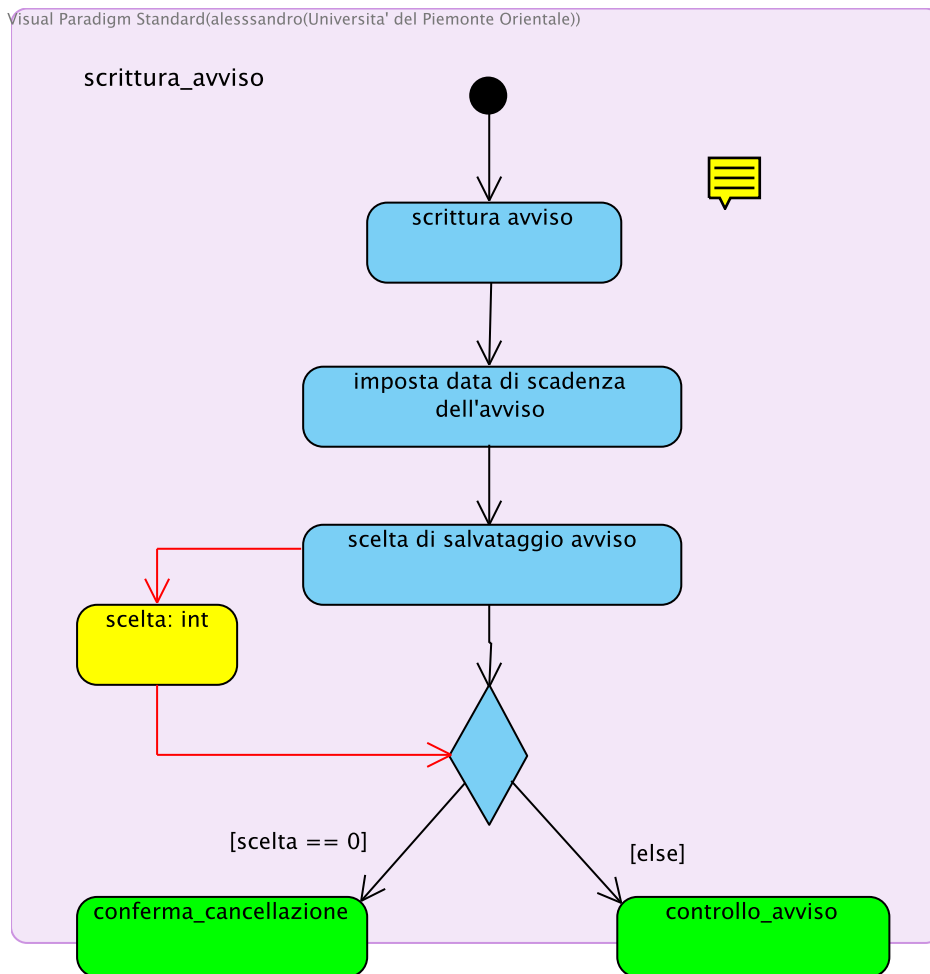 Visual Paradigm Standard(alesssandro(Universita' del Piemonte Orientale))
scrittura_avviso
scrittura avviso
imposta data di scadenza
dell'avviso
scelta di salvataggio avviso
scelta: int
[scelta == 0]
[else]
conferma_cancellazione
controllo_avviso